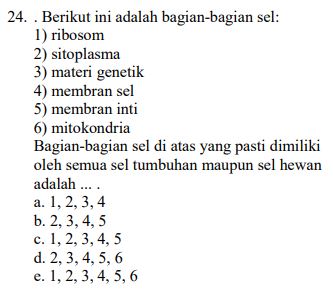 24. . Berikut ini adalah bagian-bagian sel:
1) ribosom
2) sitoplasma
3) materi genetik
4) membran sel
5) membran inti
6) mitokondria
Bagian-bagian sel di atas yang pasti dimiliki
oleh semua sel tumbuhan maupun sel hewan
adalah ... .
a. 1, 2, 3, 4
b. 2, 3, 4, 5
c. 1, 2, 3, 4, 5
d. 2, 3, 4, 5, 6
e. 1, 2, 3, 4, 5, 6